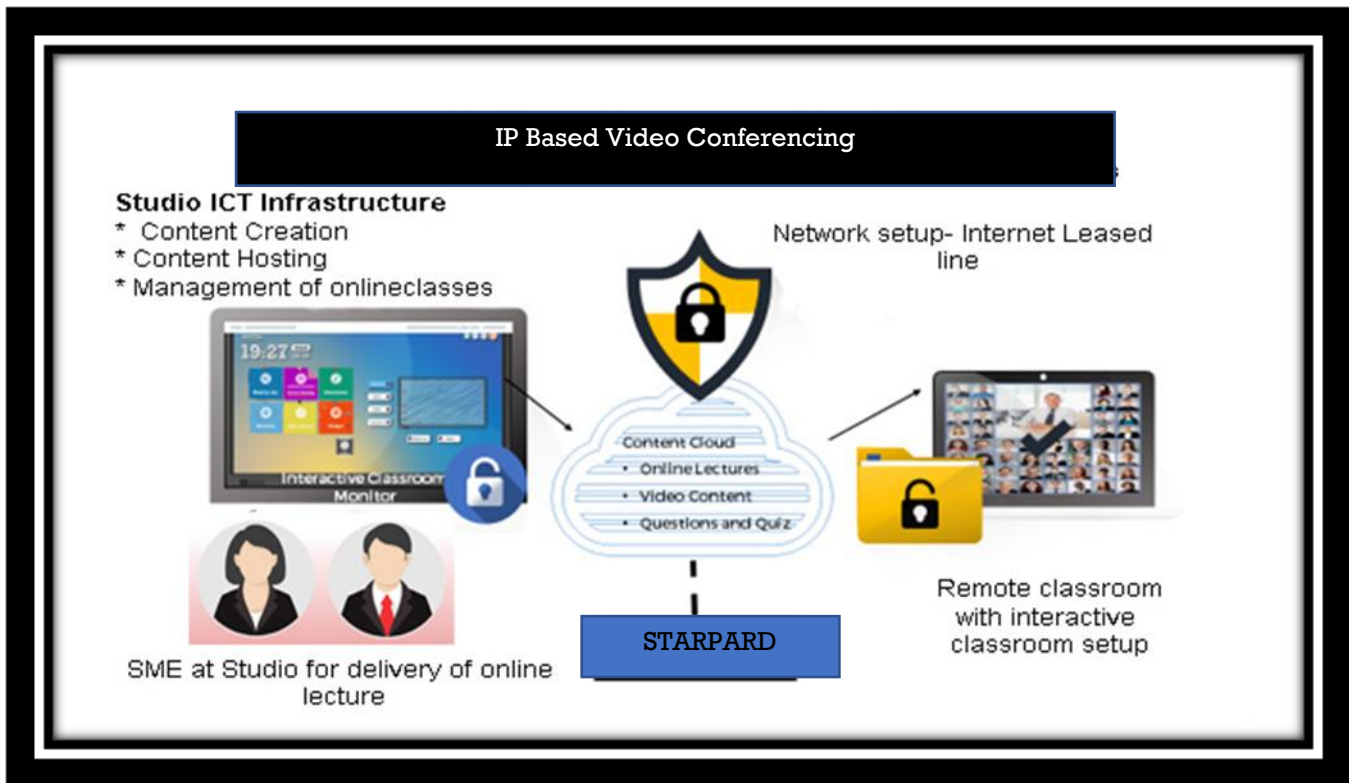 IP Based Video Conferencing
Studio ICT Infrastructure
* Content Creation
* Content Hosting
* Management of onlineclasses
Network setup- Internet Leased
line
19:27
Interactive Classroom
Monitor
Content Cloud
• Online Lectures
• Video Content
• Questions and Quiz
SME at Studio for delivery of online
lecture
STARPARD
Remote classroom
with interactive
classroom setup